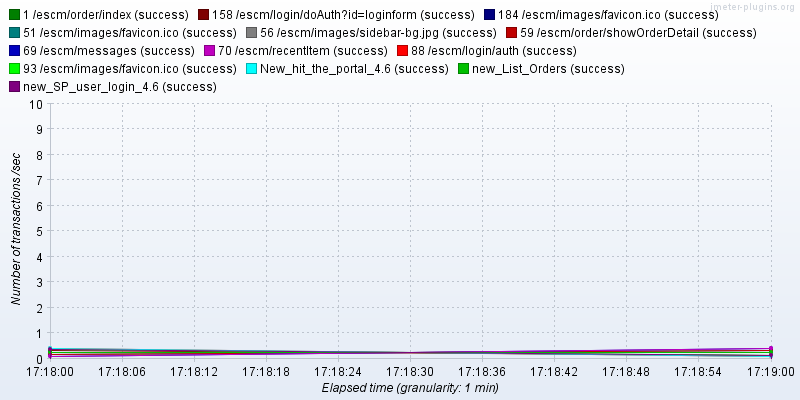 jmeter-plugins.org
1 /escm/order/index (success) 158 /escm/login/doAuth?id=loginform (success) 184 /escm/images/favicon.ico (success)
51 /escm/images/favicon.ico (success) 56 /escm/images/sidebar-bg.jpg (success) 59 /escm/order/showOrderDetail (success)
69 /escm/messages (success) 70 /escm/recentItem (success) 88 /escm/login/auth (success)
93 /escm/images/favicon.ico (success) New_hit_the_portal_4.6 (success) new_List_Orders (success)
new_SP_user_login_4.6 (success)
Number of transactions /sec
10
9
8
7
6
5
4
3
2
1
0
17:18:00 17:18:06 17:18:12 17:18:18 17:18:24 17:18:30 17:18:36 17:18:42 17:18:48 17:18:54 17:19:00
Elapsed time (granularity: 1 min)